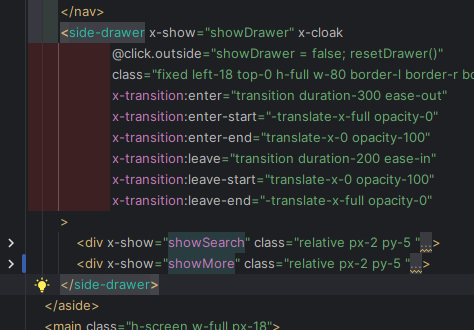 </nav>
<side-drawer x-show="showDrawer" x-cloak
@click.outside="showDrawer = false; resetDrawer()"
class="fixed left-18 top-0 h-full w-80 border-l border-r bo
x-transition:enter="transition duration-300 ease-out"
x-transition:enter-start="-translate-x-full opacity-0"
x-transition:enter-end="translate-x-0 opacity-100"
x-transition:leave="transition duration-200 ease-in"
x-transition:leave-start="translate-x-0 opacity-100"
x-transition:leave-end="-translate-x-full opacity-0"
>
<div x-show="showSearch" class="relative px-2 py-5 "...>
<div x-show="showMore" class="relative px-2 py-5 "...>
</side-drawer>
</aside>
<main class="h-screen w-full px-18">